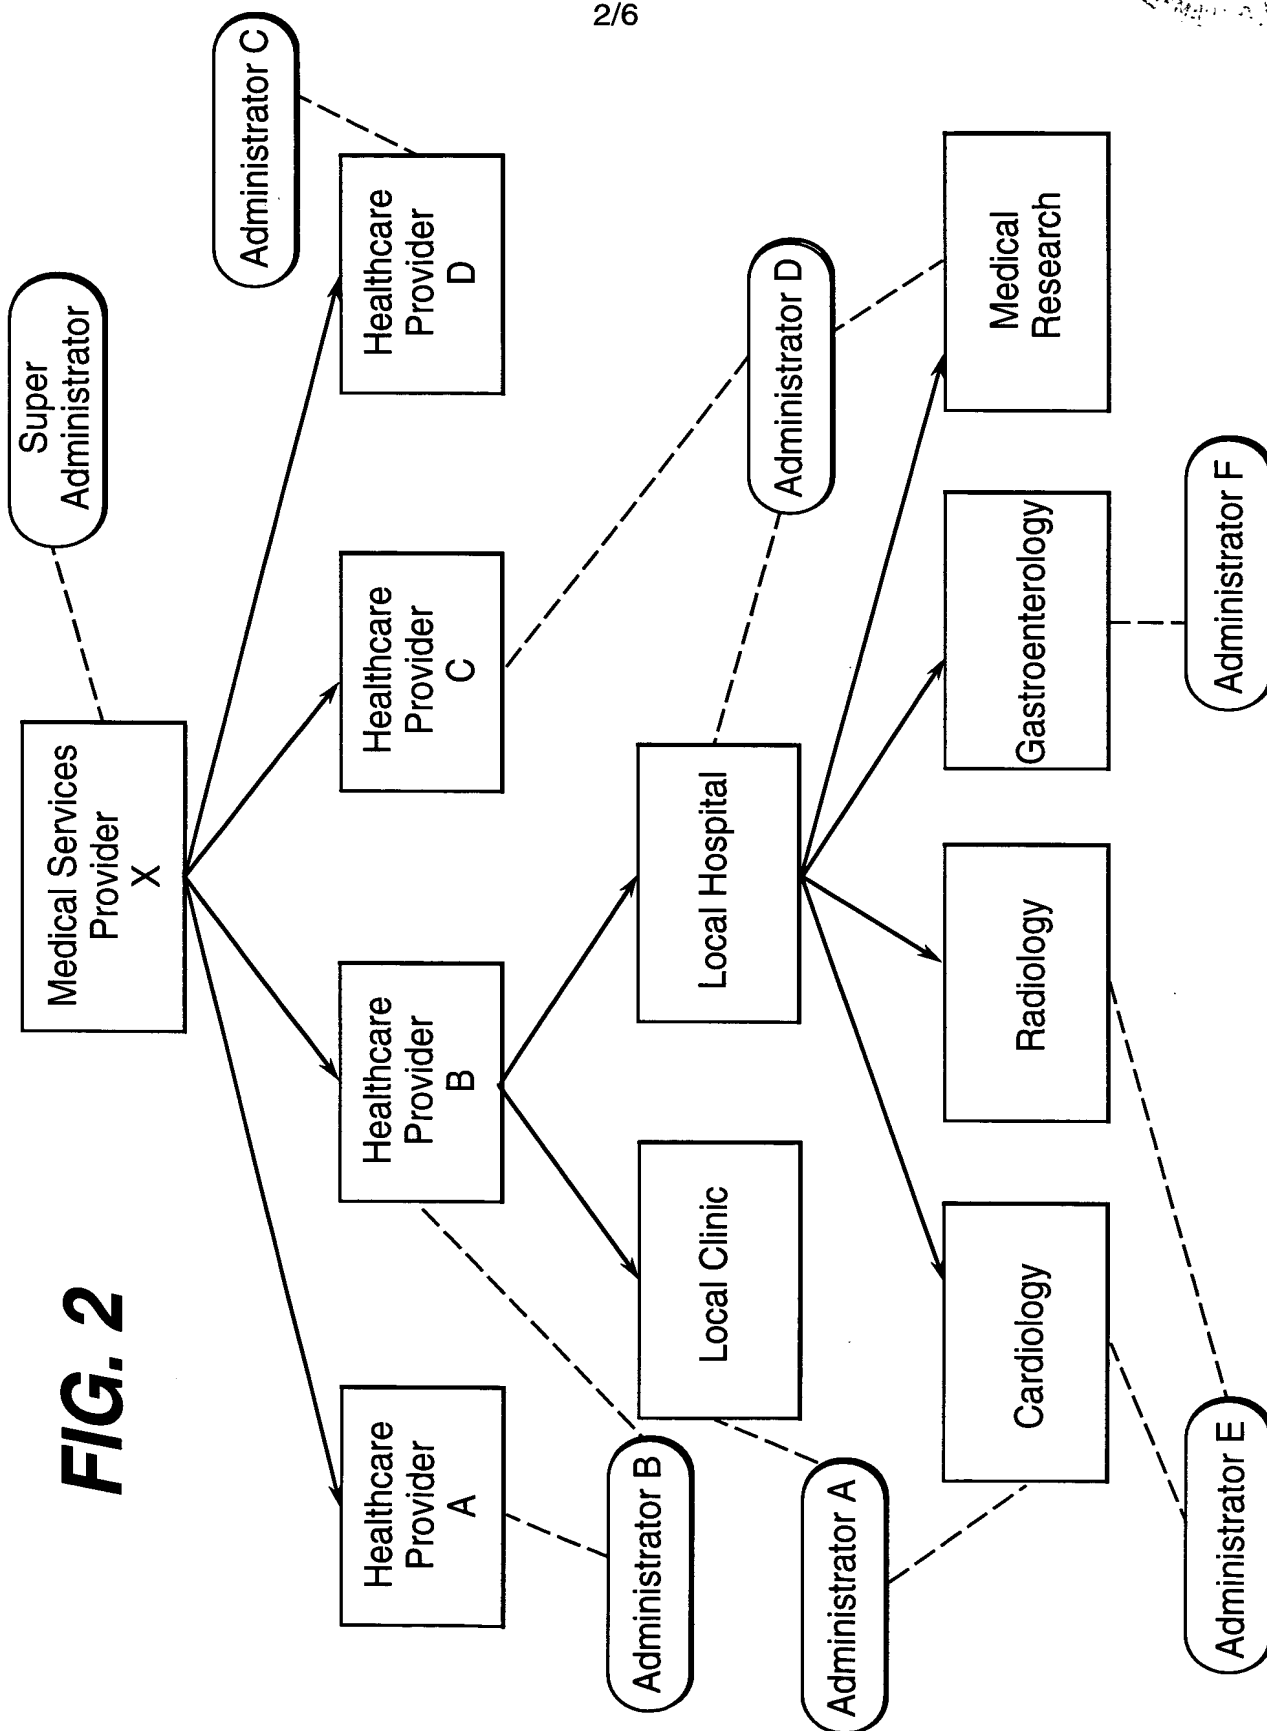 2/6
FIG. 2
Super
Administrator
Medical Services
Provider
X
Administrator C
Healthcare
Provider
A
Healthcare
Provider
B
Healthcare
Provider
C
Healthcare
Provider
D
Administrator B
Local Clinic
Local Hospital
Administrator D
Administrator A
Cardiology
Radiology
Gastroenterology
Medical
Research
Administrator E
Administrator F